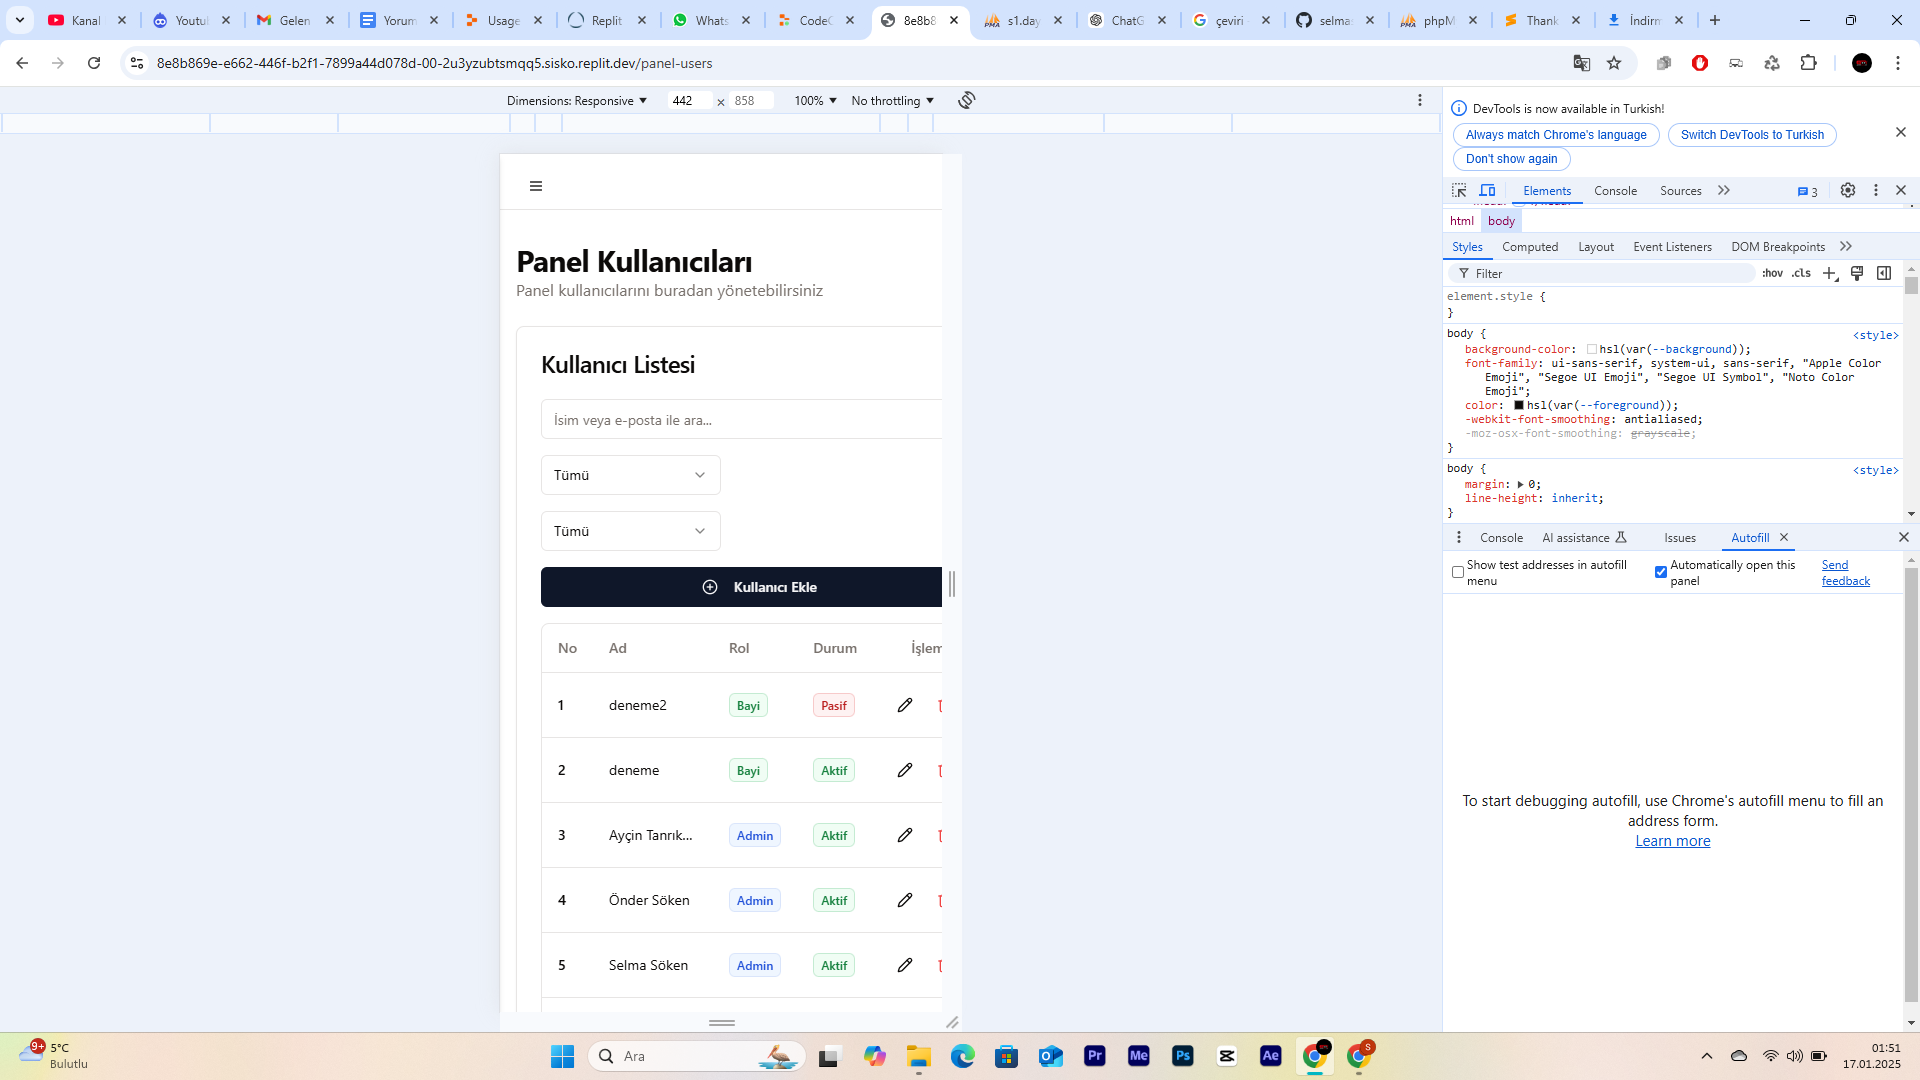 Kanal
Youtu
Gelen
Yorum
Usage
Replit
Whats
CodeC
8e8b8
s1.day
ChatG
çeviri
selma
phpM
Thank
İndirm
8e8b869e-e662-446f-b2f1-7899a44d078d-00-2u3yzubtsmqq5.sisko.replit.dev/panel-users
Dimensions: Responsive
442
×
858
100%
No throttling
Panel Kullanıcıları
Panel kullanıcılarını buradan yönetebilirsiniz
Kullanıcı Listesi
İsim veya e-posta ile ara...
Tümü
Tümü
Kullanıcı Ekle
No Ad Rol Durum İşlem
1 deneme2 Bayi Pasif
2 deneme Bayi Aktif
3 Ayçin Tanrık... Admin Aktif
4 Önder Söken Admin Aktif
5 Selma Söken Admin Aktif
DevTools is now available in Turkish!
Always match Chrome's language
Switch DevTools to Turkish
Don't show again
Elements Console Sources 3
html body
Styles Computed Layout Event Listeners DOM Breakpoints
Filter :hov .cls
element.style {
}
body { <style>
background-color: hsl(var(--background));
font-family: ui-sans-serif, system-ui, sans-serif, "Apple Color
Emoji", "Segoe UI Emoji", "Segoe UI Symbol", "Noto Color
Emoji";
color: hsl(var(--foreground));
-webkit-font-smoothing: antialiased;
-moz-osx-font-smoothing: grayscale;
}
body { <style>
margin: 0;
line-height: inherit;
}
Console AI assistance Issues Autofill
Show test addresses in autofill
menu
Automatically open this
panel
Send
feedback
To start debugging autofill, use Chrome's autofill menu to fill an
address form.
Learn more
9+
5°C
Bulutlu
Ara
Pr
Me
Ps
Ae
S
01:51
17.01.2025